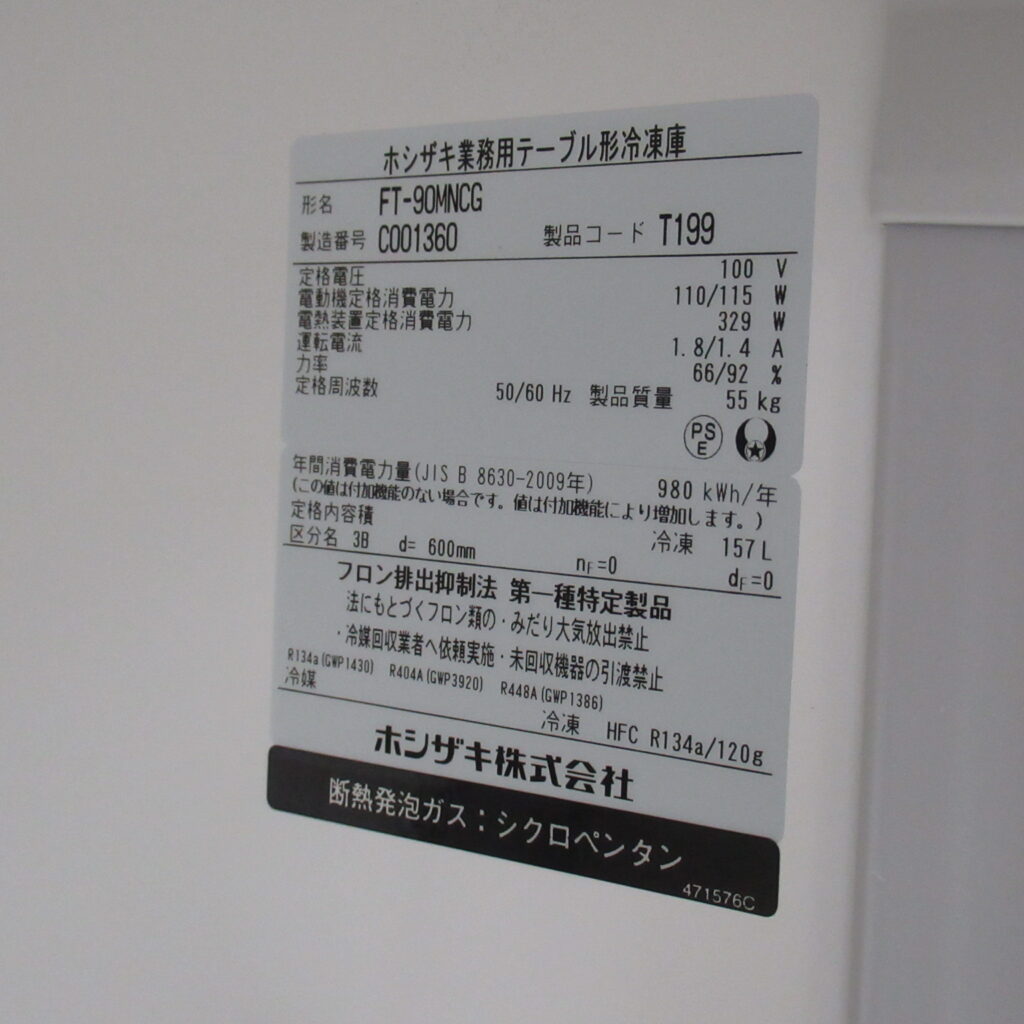 ホシザキ業務用テーブル形冷凍庫
形名 FT-90MNCG
製造番号 C001360 製品コード T199
定格電圧 100 V
電動機定格消費電力 110/115 W
電熱装置定格消費電力 329 W
運転電流 1.8/1.4 A
力率 66/92 %
定格周波数 50/60 Hz 製品質量 55 kg
PS
E
年間消費電力量(JIS B 8630-2009年) 980 kWh/年
(この値は付加機能のない場合です。値は付加機能により増加します。)
定格内容積 冷凍 157L
区分名 3B d= 600mm nF=0 dF=0
フロン排出抑制法 第一種特定製品
法にもとづくフロン類の・みだり大気放出禁止
・冷媒回収業者へ依頼実施・未回収機器の引渡禁止
R134a(GWP1430) R404A(GWP3920) R448A(GWP1386)
冷媒 冷凍 HFC R134a/120g
ホシザキ株式会社
断熱発泡ガス:シクロペンタン
471576C